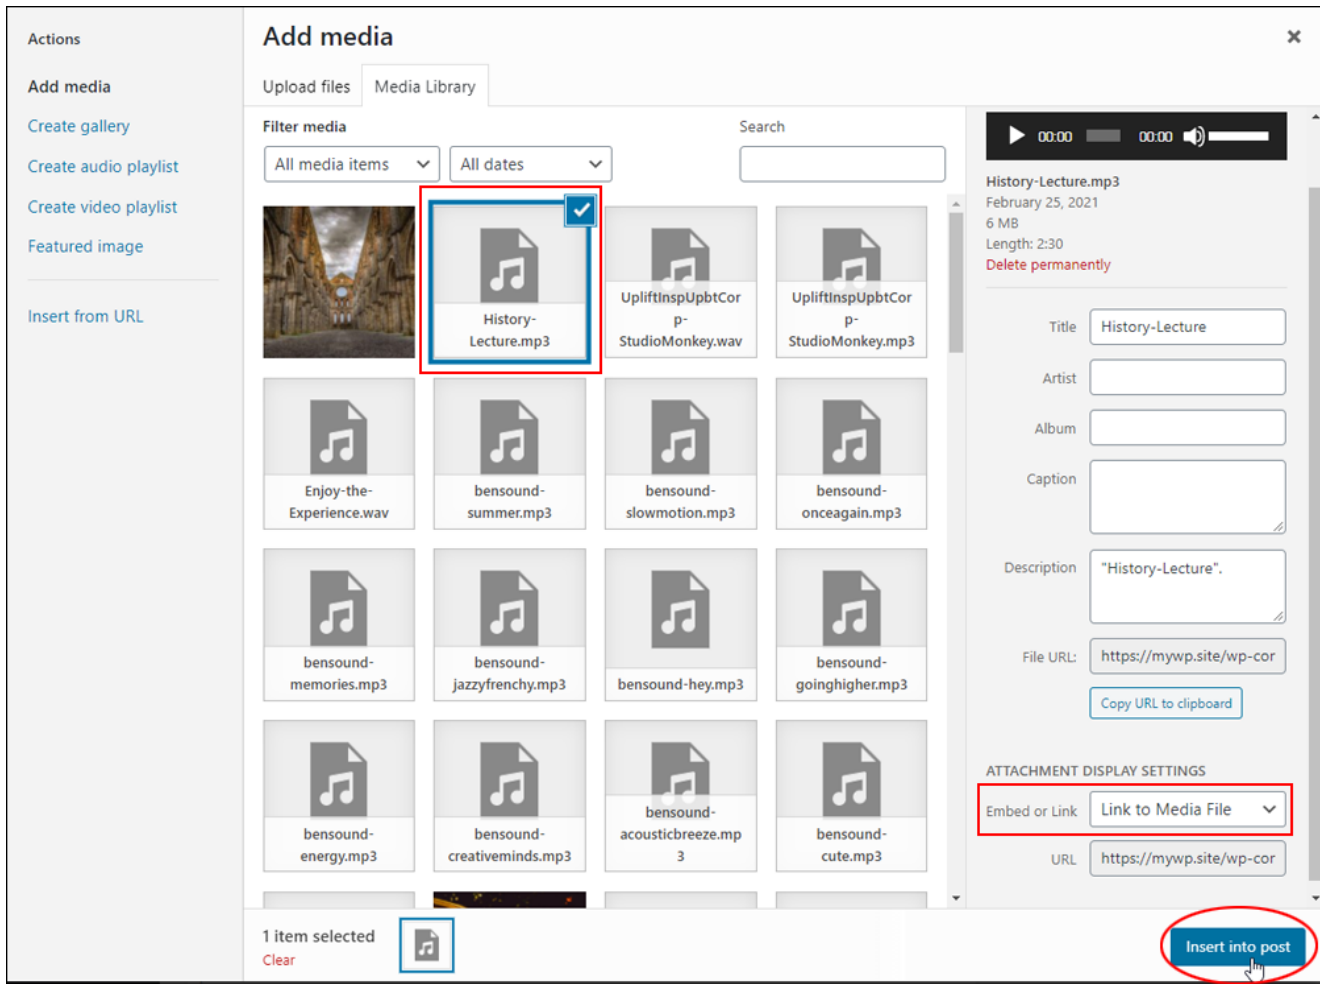 Actions
Add media
Create gallery
Create audio playlist
Create video playlist
Featured image
Insert from URL
Add media
Upload files
Media Library
Filter media
Search
All media items
All dates
History-
Lecture.mp3
UpliftInspUpbtCor
p-
StudioMonkey.wav
UpliftInspUpbtCor
p-
StudioMonkey.mp3
Enjoy-the-
Experience.wav
bensound-
summer.mp3
bensound-
slowmotion.mp3
bensound-
onceagain.mp3
bensound-
memories.mp3
bensound-
jazzyfrenchy.mp3
bensound-hey.mp3
bensound-
goinghigher.mp3
bensound-
energy.mp3
bensound-
creativeminds.mp3
bensound-
acousticbreeze.mp
3
bensound-
cute.mp3
00:00
00:00
History-Lecture.mp3
February 25, 2021
6 MB
Length: 2:30
Delete permanently
Title
History-Lecture
Artist
Album
Caption
Description
"History-Lecture".
File URL:
https://mywp.site/wp-cor
Copy URL to clipboard
ATTACHMENT DISPLAY SETTINGS
Embed or Link
Link to Media File
URL
https://mywp.site/wp-cor
1 item selected
Clear
Insert into post